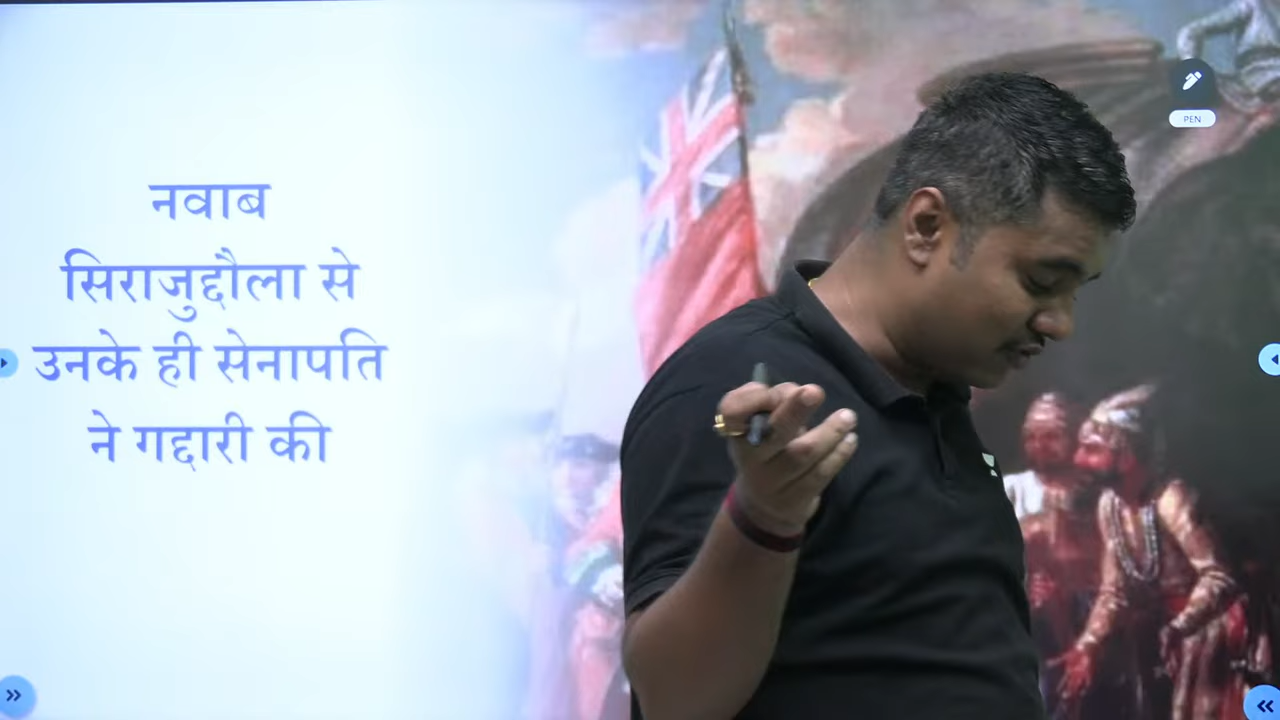 नवाब
सिराजुद्दौला से
उनके ही सेनापति
ने गद्दारी की
PEN